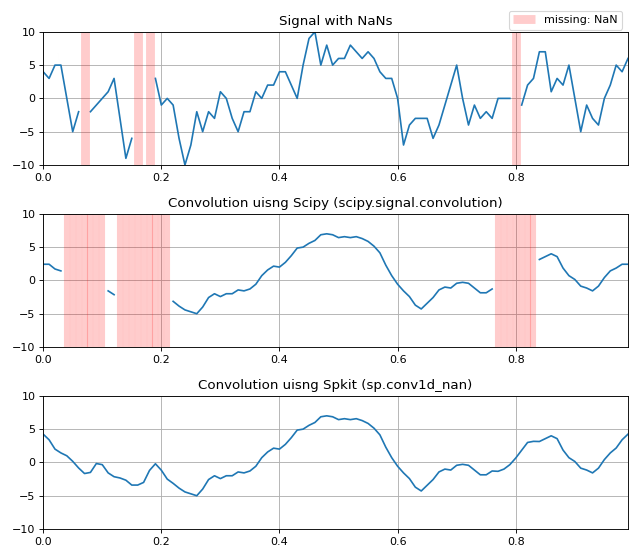 Signal with NaNs
missing: NaN
10
5
0
−5
−10
0.0 0.2 0.4 0.6 0.8
Convolution uisng Scipy (scipy.signal.convolution)
10
5
0
−5
−10
0.0 0.2 0.4 0.6 0.8
Convolution uisng Spkit (sp.conv1d_nan)
10
5
0
−5
−10
0.0 0.2 0.4 0.6 0.8